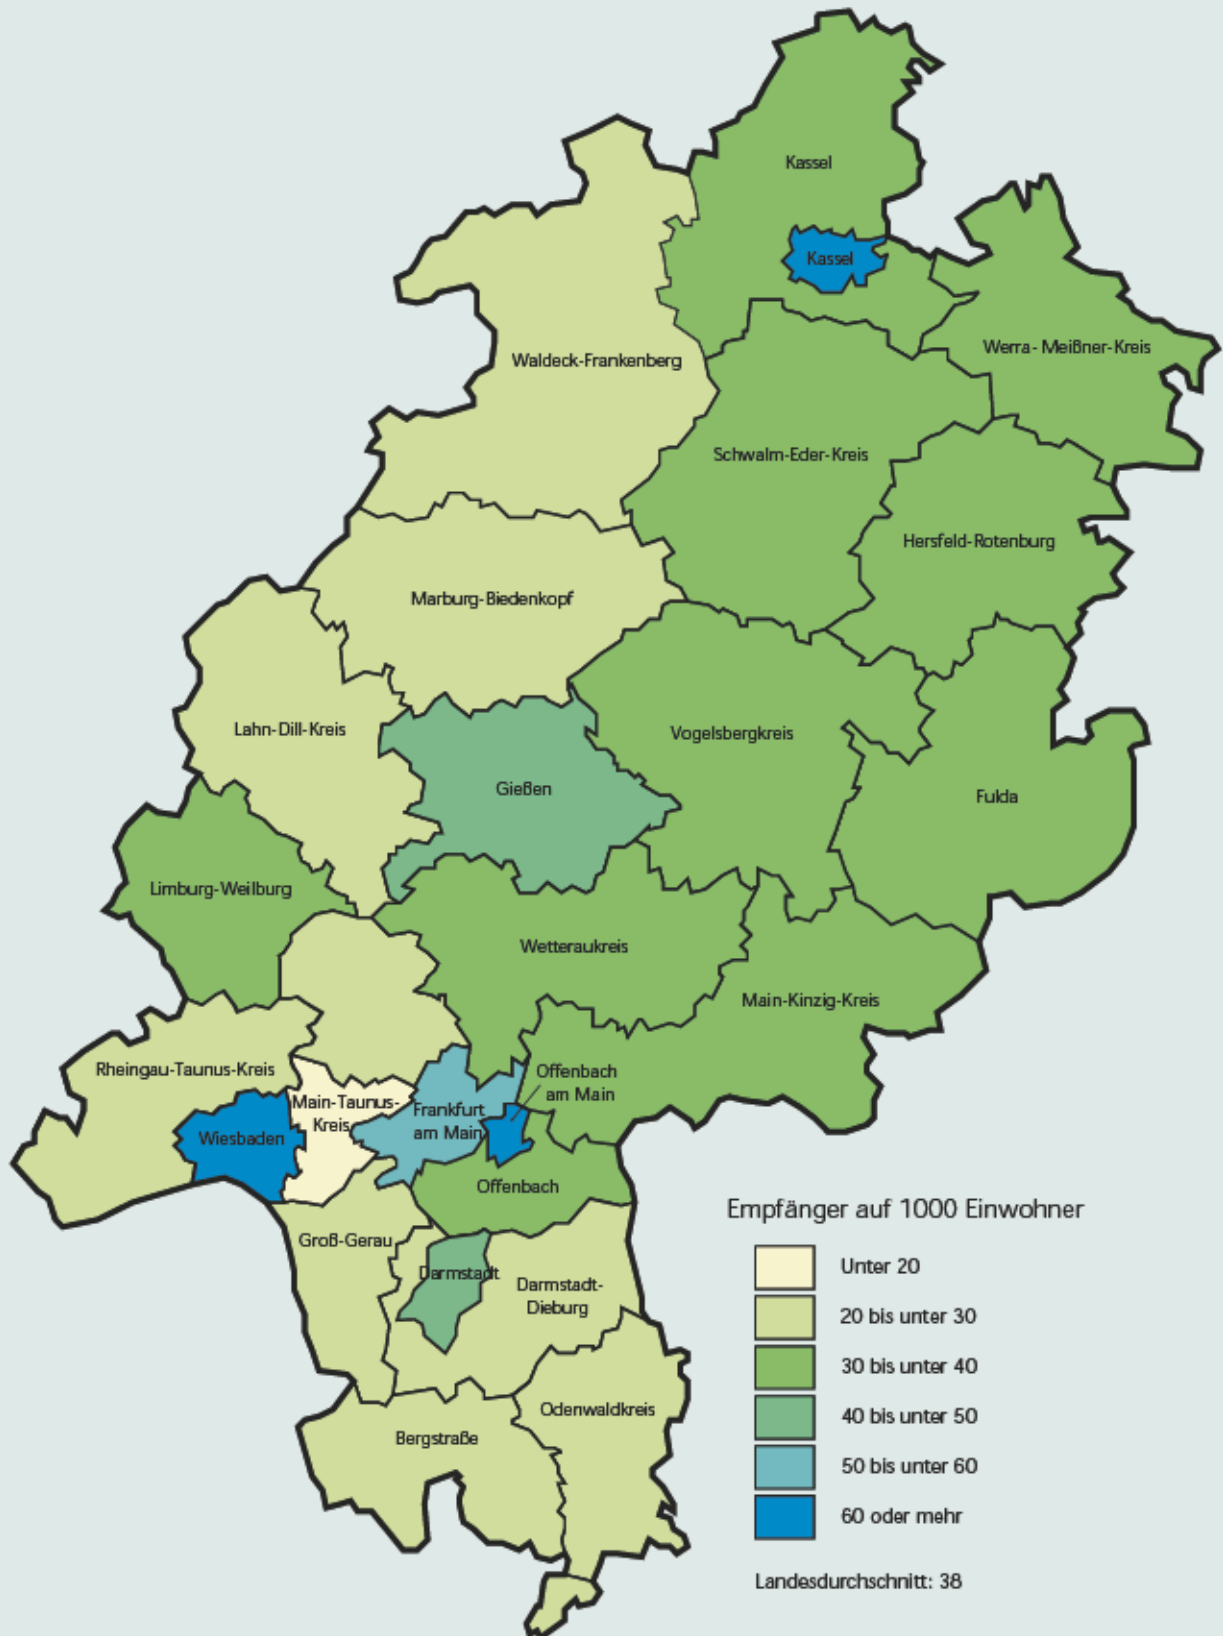 Kassel
Kassel
Werra- Meißner-Kreis
Waldeck-Frankenberg
Schwalm-Eder-Kreis
Hersfeld-Rotenburg
Marburg-Biedenkopf
Lahn-Dill-Kreis
Vogelsbergkreis
Gießen
Fulda
Limburg-Weilburg
Wetteraukreis
Main-Kinzig-Kreis
Rheingau-Taunus-Kreis
Offenbach
am Main
Main-Taunus-
Kreis
Frankfurt
am Main
Wiesbaden
Offenbach
Groß-Gerau
Darmstadt
Darmstadt-
Dieburg
Odenwaldkreis
Bergstraße
Empfänger auf 1000 Einwohner
Unter 20
20 bis unter 30
30 bis unter 40
40 bis unter 50
50 bis unter 60
60 oder mehr
Landesdurchschnitt: 38